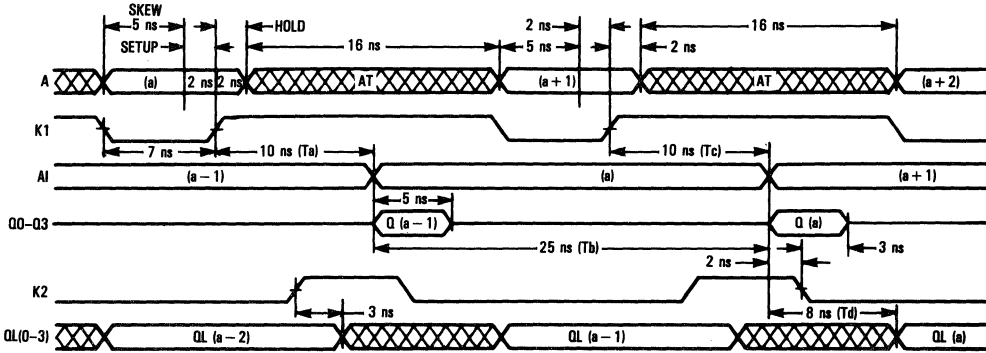 SKEW
5 ns
HOLD
2 ns
16 ns
SETUP
16 ns
5 ns
2 ns
A
(a)
2 ns
2 ns
AT
(a + 1)
AT
(a + 2)
K1
7 ns
10 ns (Ta)
10 ns (Tc)
AI
(a − 1)
(a)
(a + 1)
5 ns
Q0–Q3
Q (a − 1)
Q (a)
25 ns (Tb)
3 ns
2 ns
K2
3 ns
8 ns (Td)
QL(0-3)
QL (a − 2)
QL (a − 1)
QL (a)